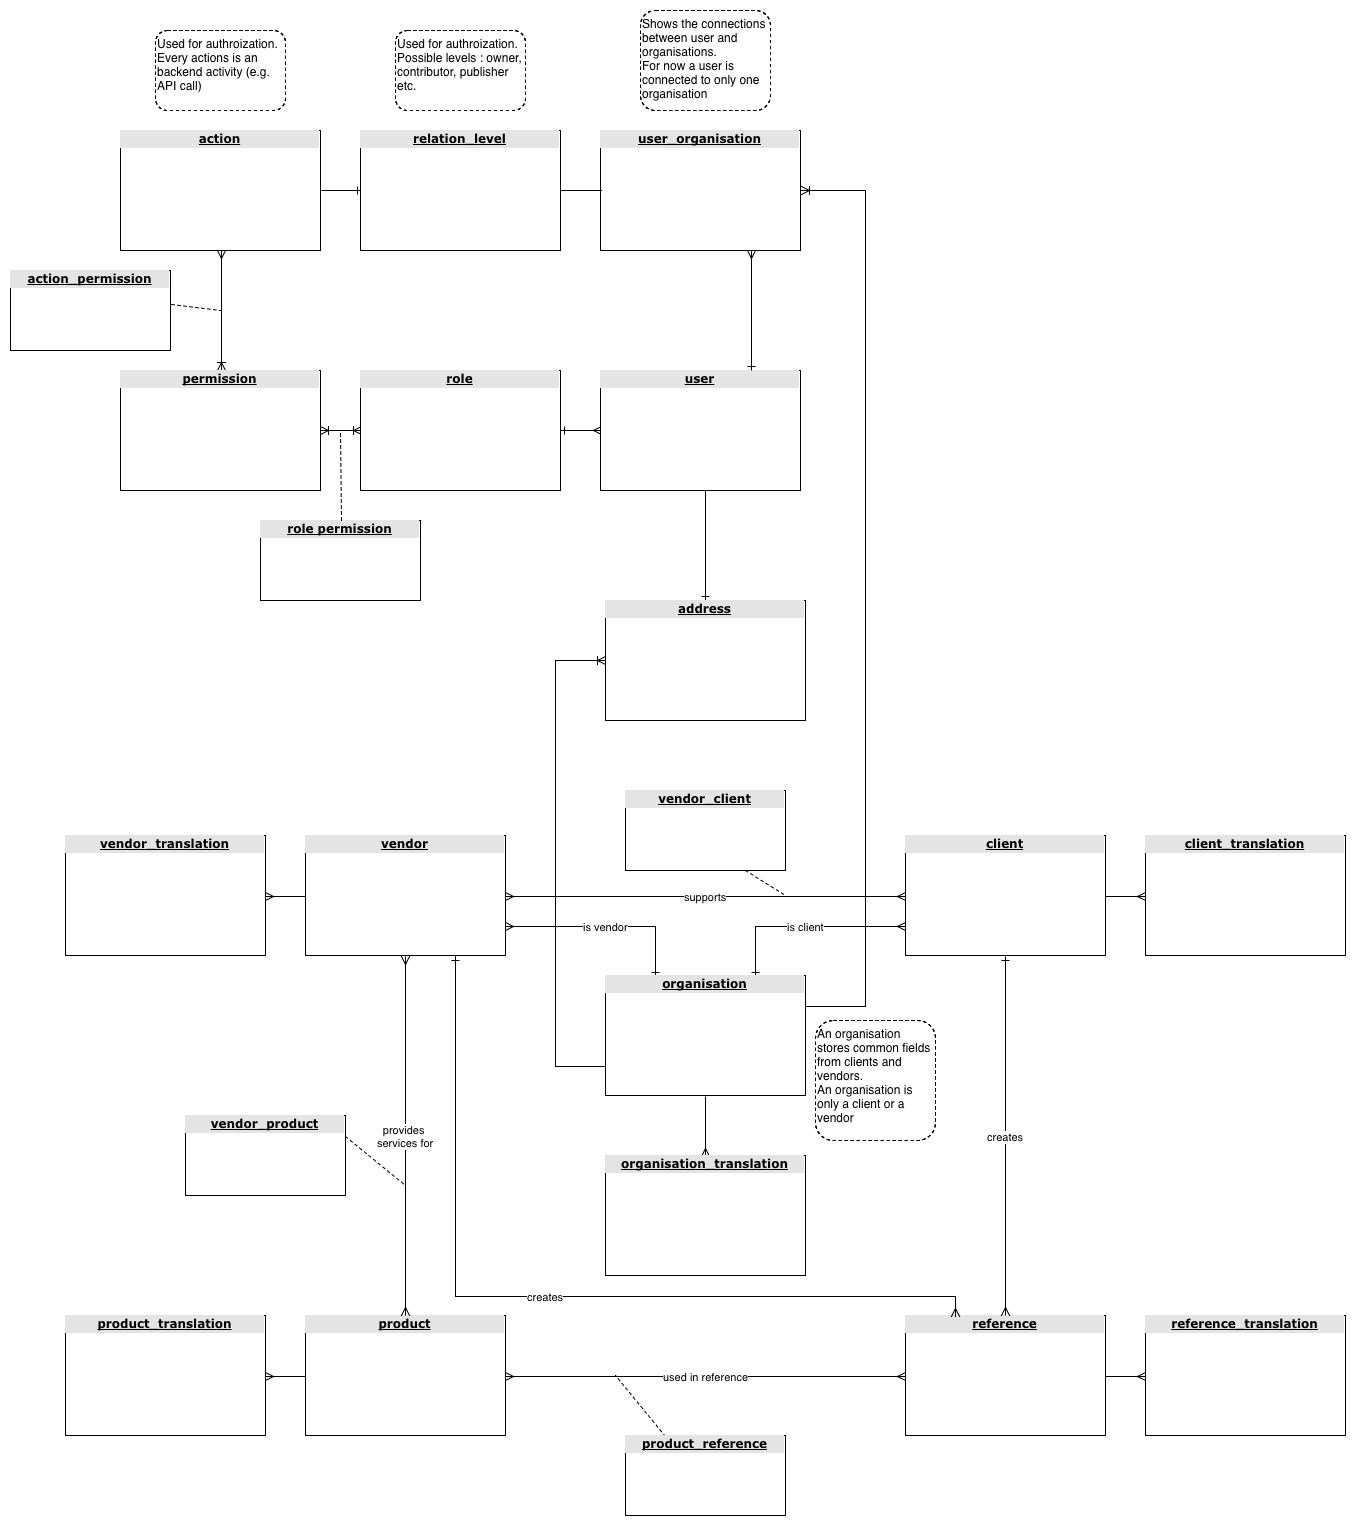 Used for authroization.
Every actions is an
backend activity (e.g.
API call)
Used for authroization.
Possible levels : owner,
contributor, publisher
etc.
Shows the connections
between user and
organisations.
For now a user is
connected to only one
organisation
action
relation_level
user_organisation
action_permission
permission
role
user
role permission
address
vendor_client
vendor_translation
vendor
client
client_translation
supports
is vendor
is client
organisation
An organisation
stores common fields
from clients and
vendors.
An organisation is
only a client or a
vendor
vendor_product
provides
services for
creates
organisation_translation
creates
product_translation
product
reference
reference_translation
used in reference
product_reference